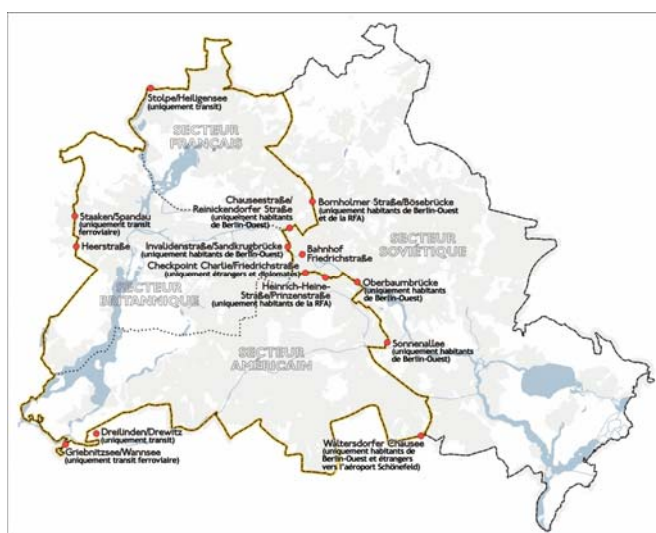 Stolpe/Heiligensee
(uniquement transit)
SECTEUR
FRANÇAIS
Chauseestraße/
Reinickendorfer Straße
(uniquement habitants
de Berlin-Ouest)
Bornholmer Straße/Bösebrücke
(uniquement habitants de Berlin-Ouest
et de la RFA)
Staaken/Spandau
(uniquement transit
ferroviaire)
Heerstraße
Invalidenstraße/Sandkrugbrücke
(uniquement habitants de Berlin-Ouest)
Bahnhof
Friedrichstraße
SECTEUR
SOVIÉTIQUE
Checkpoint Charlie/Friedrichstraße
(uniquement étrangers et diplomates)
SECTEUR
BRITANNIQUE
Heinrich-Heine-
Straße/Prinzenstraße
(uniquement habitants de la RFA)
Oberbaumbrücke
(uniquement habitants
de Berlin-Ouest)
Sonnenallee
(uniquement habitants
de Berlin-Ouest)
SECTEUR
AMÉRICAIN
Dreilinden/Drewitz
(uniquement transit)
Griebnitzsee/Wannsee
(uniquement transit ferroviaire)
Waltersdorfer Chausee
(uniquement habitants de
Berlin-Ouest et étrangers
vers l'aéroport Schönefeld)